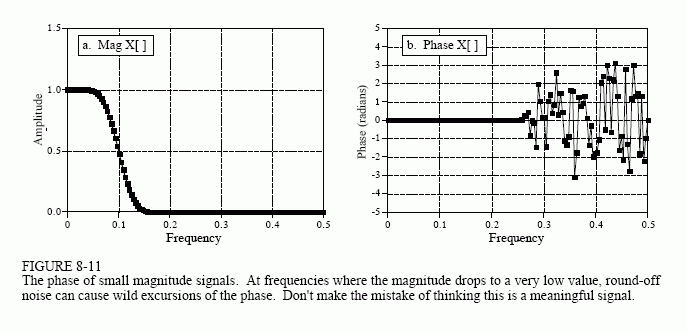 1.5
a. Mag X[ ]
1.0
0.5
0.0
Amplitude
0 0.1 0.2 0.3 0.4 0.5
Frequency
5
b. Phase X[ ]
4
3
2
1
0
-1
-2
-3
-4
-5
Phase (radians)
0 0.1 0.2 0.3 0.4 0.5
Frequency
FIGURE 8-11
The phase of small magnitude signals. At frequencies where the magnitude drops to a very low value, round-off
noise can cause wild excursions of the phase. Don't make the mistake of thinking this is a meaningful signal.